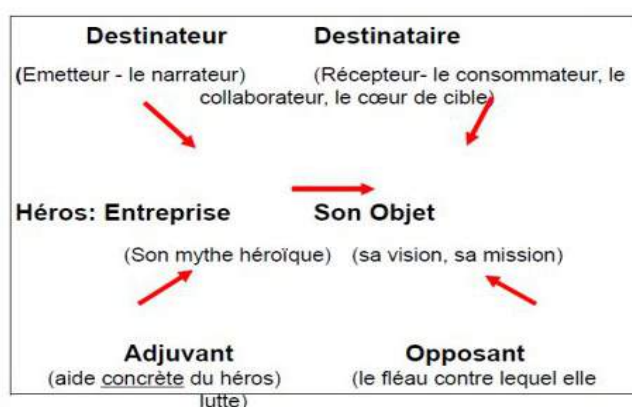 Destinateur Destinataire
(Emetteur - le narrateur) (Récepteur- le consommateur, le
collaborateur, le cœur de cible)
Héros: Entreprise Son Objet
(Son mythe héroïque) (sa vision, sa mission)
Adjuvant Opposant
(aide concrète du héros) (le fléau contre lequel elle
lutte)